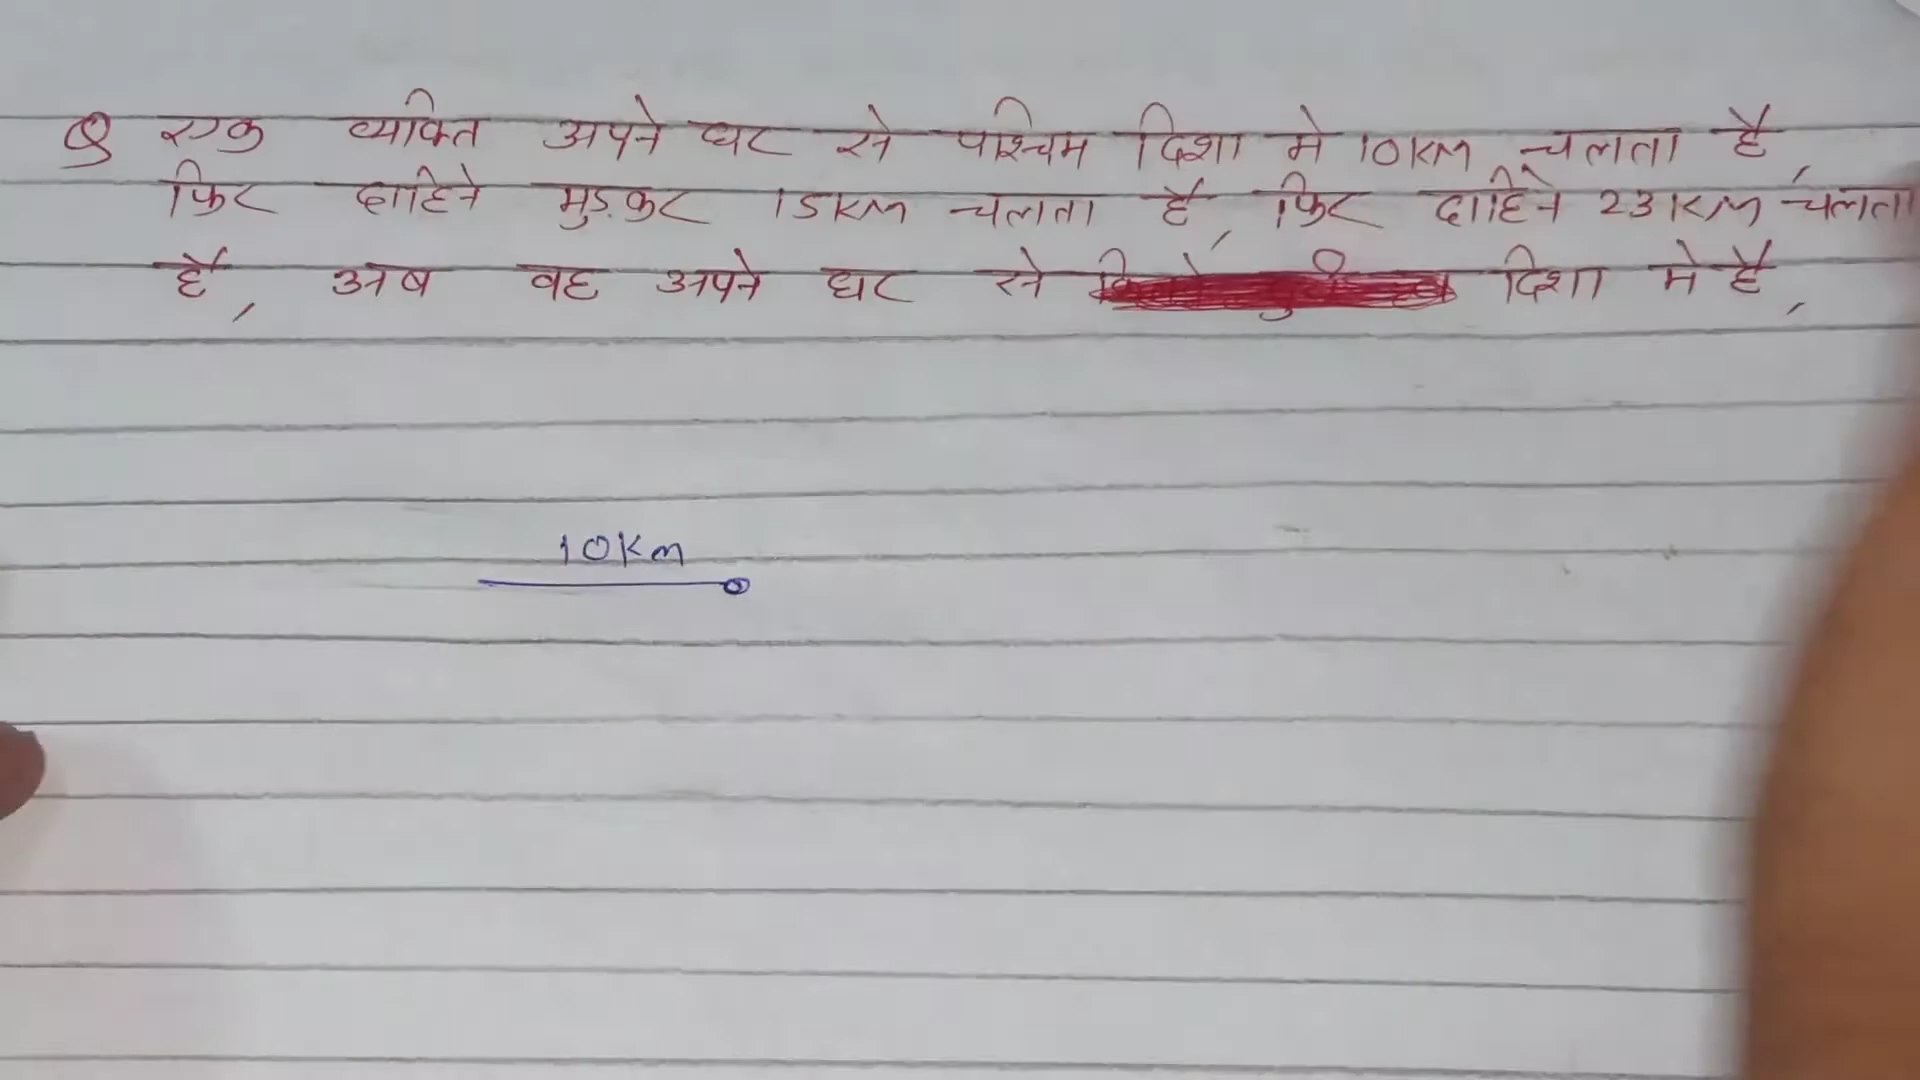 Q एक व्यक्ति अपने घर से पश्चिम दिशा मे 10KM चलता है,
फिर दाहिने मुड़कर 15KM चलता है, फिर दाहिने 23KM चलता
है, अब वह अपने घर से दिशा मे है,
10Km